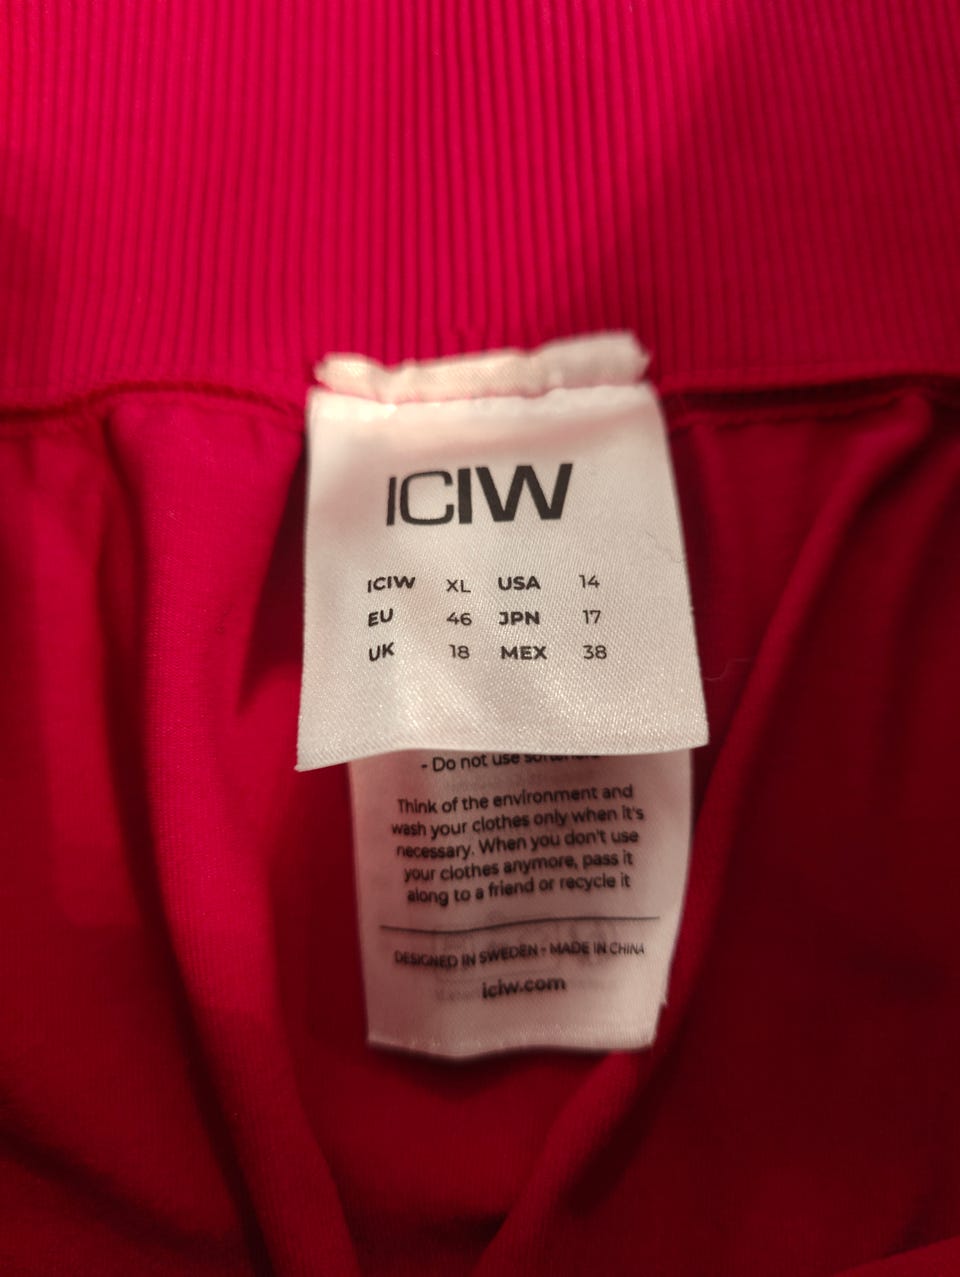 ICIW
ICIW XL USA 14
EU 46 JPN 17
UK 18 MEX 38
- Do not use
Think of the environment and
wash your clothes only when it's
necessary. When you don't use
your clothes anymore, pass it
along to a friend or recycle it
DESIGNED IN SWEDEN - MADE IN CHINA
iciw.com